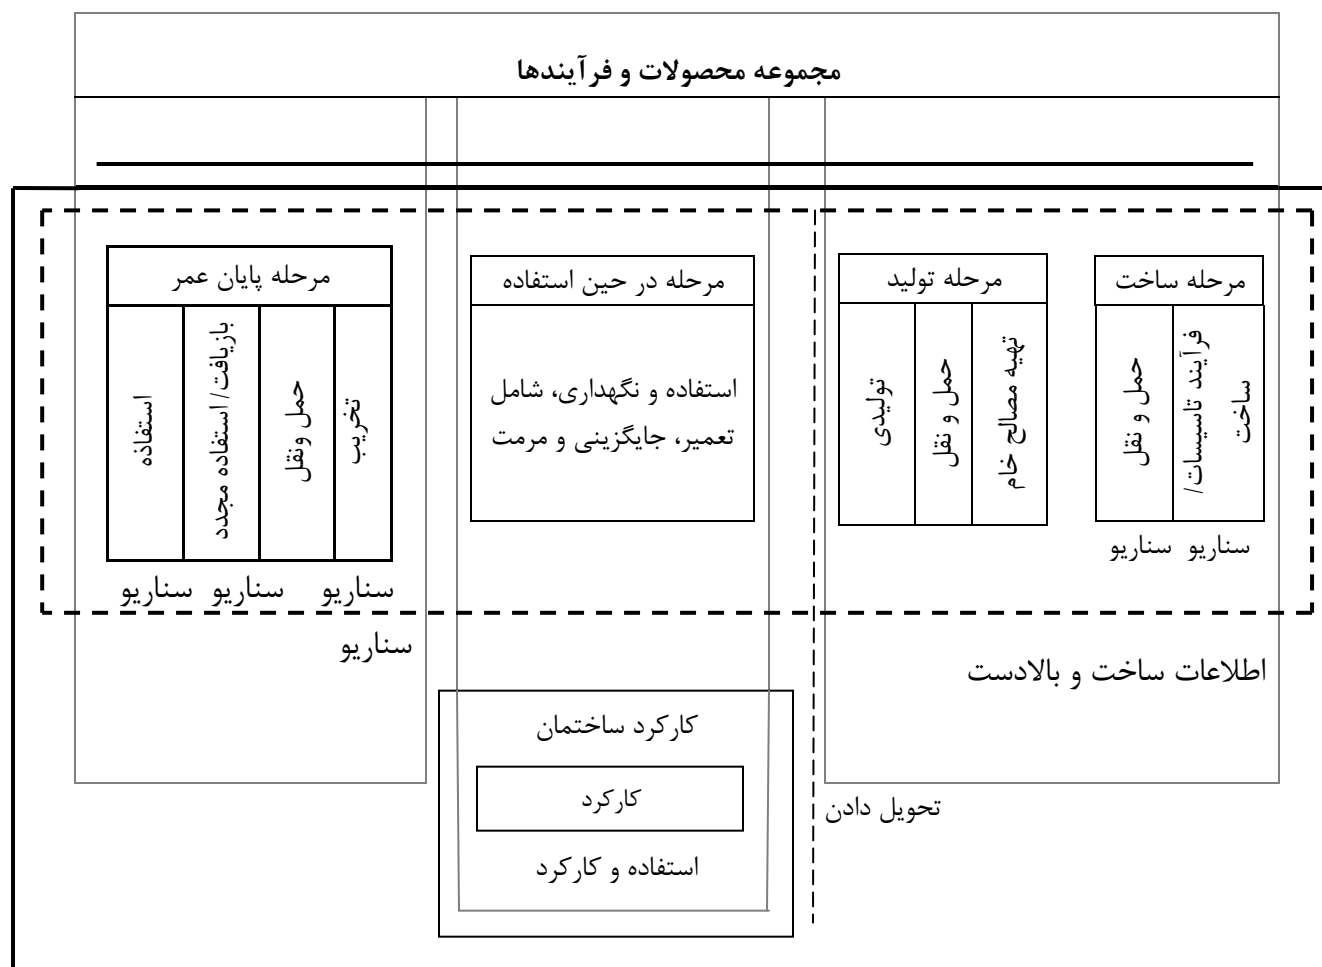 مجموعه محصولات و فرآیندها
مرحله ساخت
فرآیند تاسیسات/
ساخت
حمل و نقل
سناریو سناریو
مرحله تولید
تهیه مصالح خام
حمل و نقل
تولیدی
مرحله در حین استفاده
استفاده و نگهداری، شامل
تعمیر، جایگزینی و مرمت
مرحله پایان عمر
تخریب
حمل ونقل
بازیافت/ استفاده مجدد
استفاذه
سناریو سناریو سناریو
سناریو
اطلاعات ساخت و بالادست
کارکرد ساختمان
کارکرد
استفاده و کارکرد
تحویل دادن